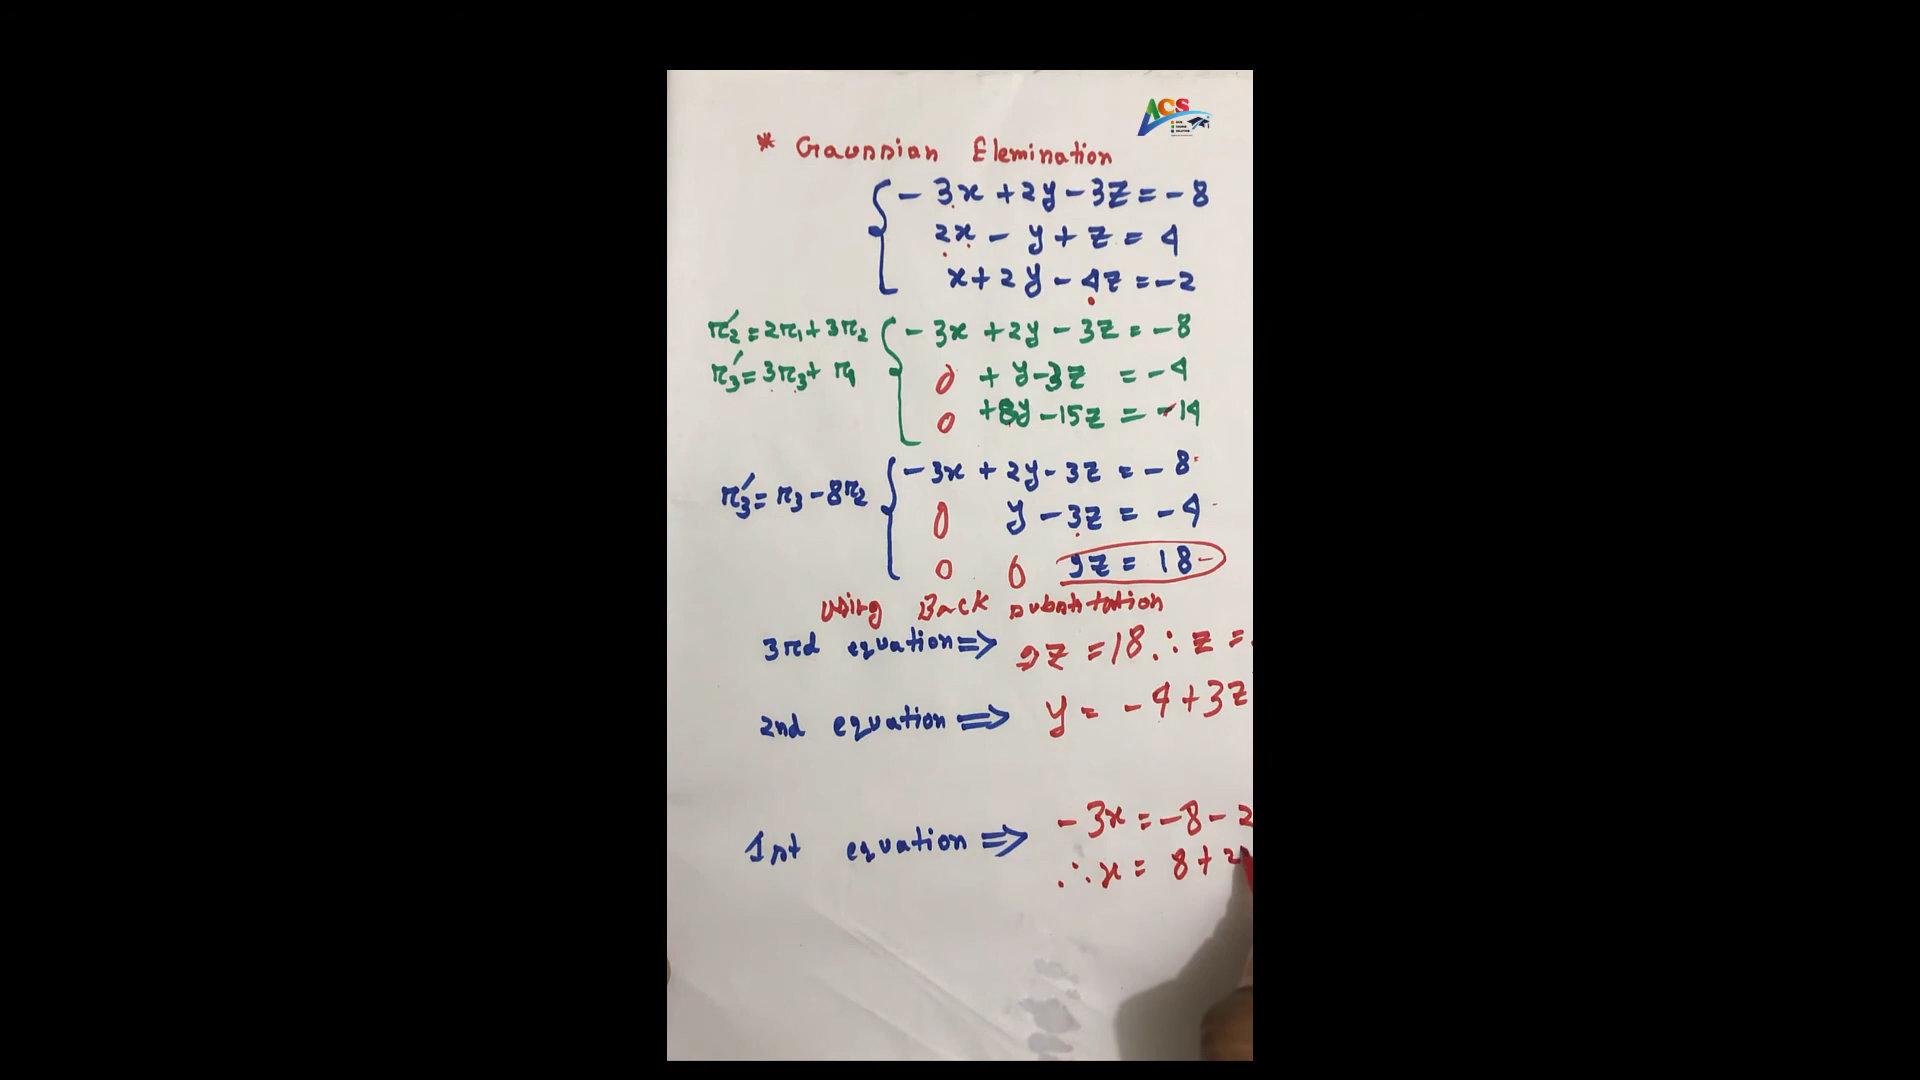 ACS
* Gaussian Elemination
- 3x + 2y - 3z = - 8
2x - y + z = 4
x + 2y - 4z = - 2
r₂′ = 2r₁ + 3r₂ - 3x + 2y - 3z = - 8
r₃′ = 3r₃ + r₁ 0 + y - 3z = - 4
0 + 8y - 15z = - 14
- 3x + 2y - 3z = - 8
r₃′ = r₃ - 8r₂ 0 y - 3z = - 4
0 0 9z = 18
using Back substitution
3rd equation ⇒ 9z = 18 ∴ z =
2nd equation ⇒ y = - 4 + 3z
1st equation ⇒ - 3x = - 8 - 2
∴ x = 8 + 2